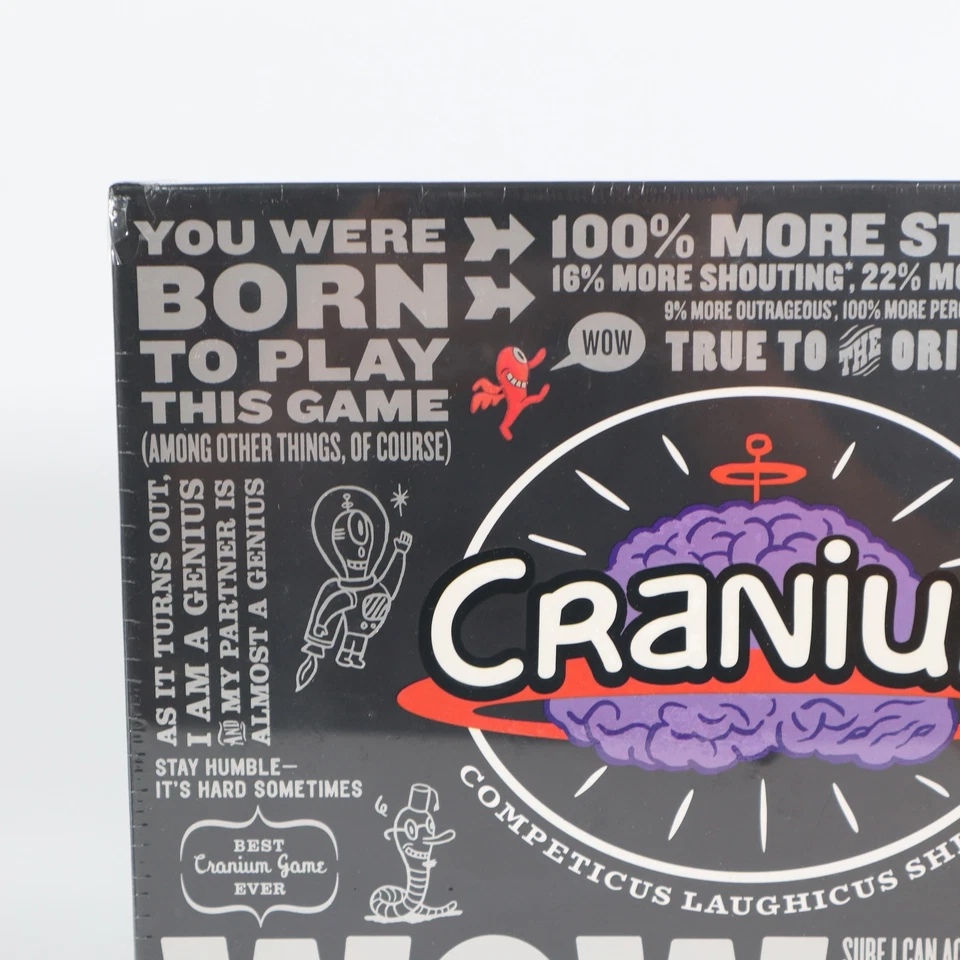 YOU WERE
BORN
TO PLAY
THIS GAME
(AMONG OTHER THINGS, OF COURSE)
100% MORE ST
16% MORE SHOUTING*, 22% MO
9% MORE OUTRAGEOUS*, 100% MORE PER
WOW
TRUE TO THE ORI
AS IT TURNS OUT,
I AM A GENIUS
AND MY PARTNER IS
ALMOST A GENIUS
CRANIU
COMPETICUS LAUGHICUS SH
STAY HUMBLE—
IT'S HARD SOMETIMES
BEST
Cranium Game
EVER
WOW
SURE I CAN AC